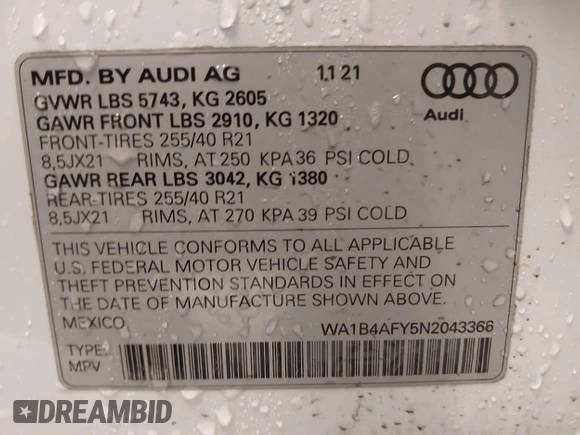 MFD. BY AUDI AG 11 21
GVWR LBS 5743, KG 2605
GAWR FRONT LBS 2910, KG 1320
FRONT-TIRES 255/40 R21
8,5JX21 RIMS, AT 250 KPA 36 PSI COLD
GAWR REAR LBS 3042, KG 1380
REAR-TIRES 255/40 R21
8,5JX21 RIMS, AT 270 KPA 39 PSI COLD
Audi
THIS VEHICLE CONFORMS TO ALL APPLICABLE
U.S. FEDERAL MOTOR VEHICLE SAFETY AND
THEFT PREVENTION STANDARDS IN EFFECT ON
THE DATE OF MANUFACTURE SHOWN ABOVE.
MEXICO
WA1B4AFY5N2043366
TYPE:
MPV
DREAMBID